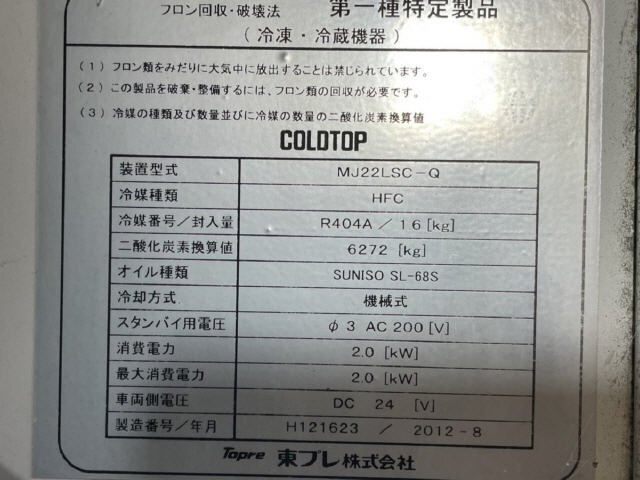 フロン回収・破壊法 第一種特定製品
(冷凍・冷蔵機器)
(1) フロン類をみだりに大気中に放出することは禁じられています。
(2) この製品を破棄・整備するには、フロン類の回収が必要です。
(3) 冷媒の種類及び数量並びに冷媒の数量の二酸化炭素換算値
COLDTOP
装置型式 MJ22LSC-Q
冷媒種類 HFC
冷媒番号/封入量 R404A / 1.6 [kg]
二酸化炭素換算値 6272 [kg]
オイル種類 SUNISO SL-68S
冷却方式 機械式
スタンバイ用電圧 φ3 AC 200 [V]
消費電力 2.0 [kW]
最大消費電力 2.0 [kW]
車両側電圧 DC 24 [V]
製造番号/年月 H121623 / 2012-8
Topre 東プレ株式会社